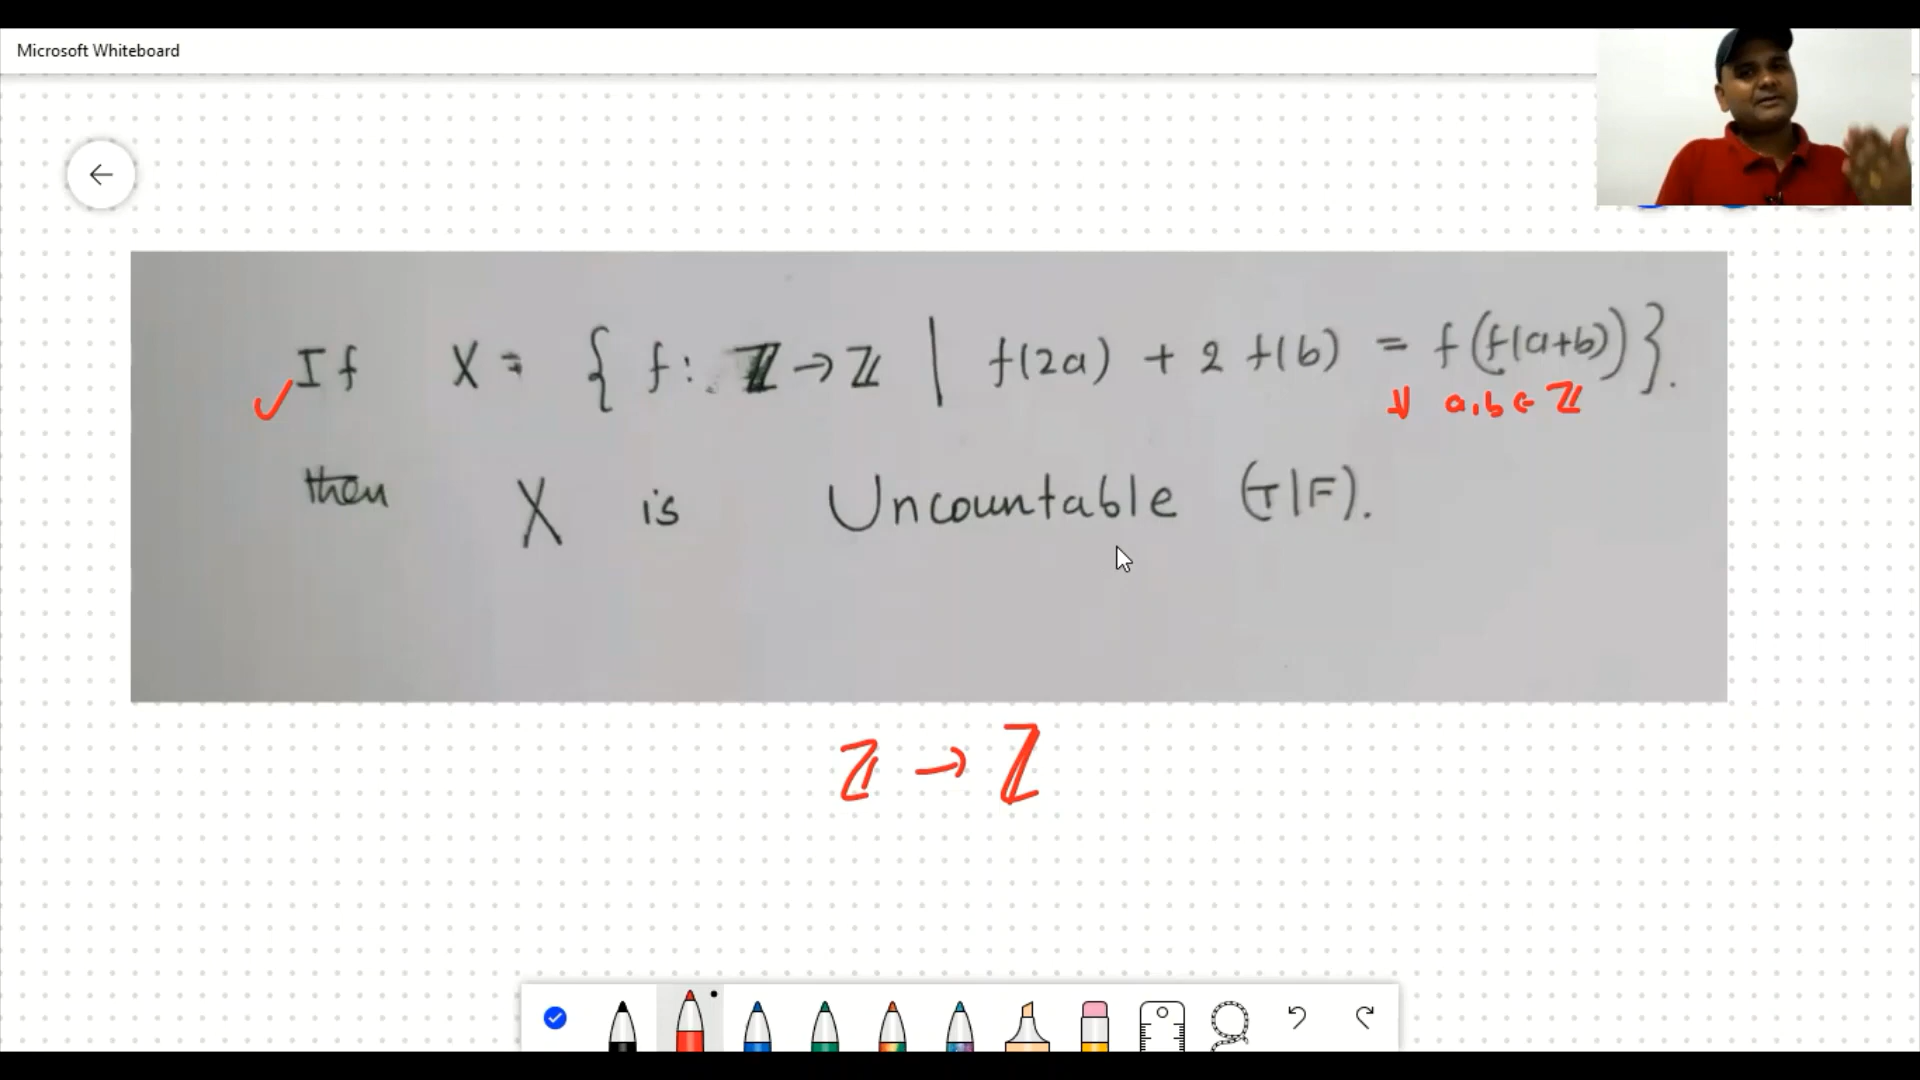 Microsoft Whiteboard
If X = { f: ℤ → ℤ | f(2a) + 2 f(b) = f(f(a+b)) }.
∀ a, b ∈ ℤ
then X is Uncountable (T|F).
ℤ → ℤ